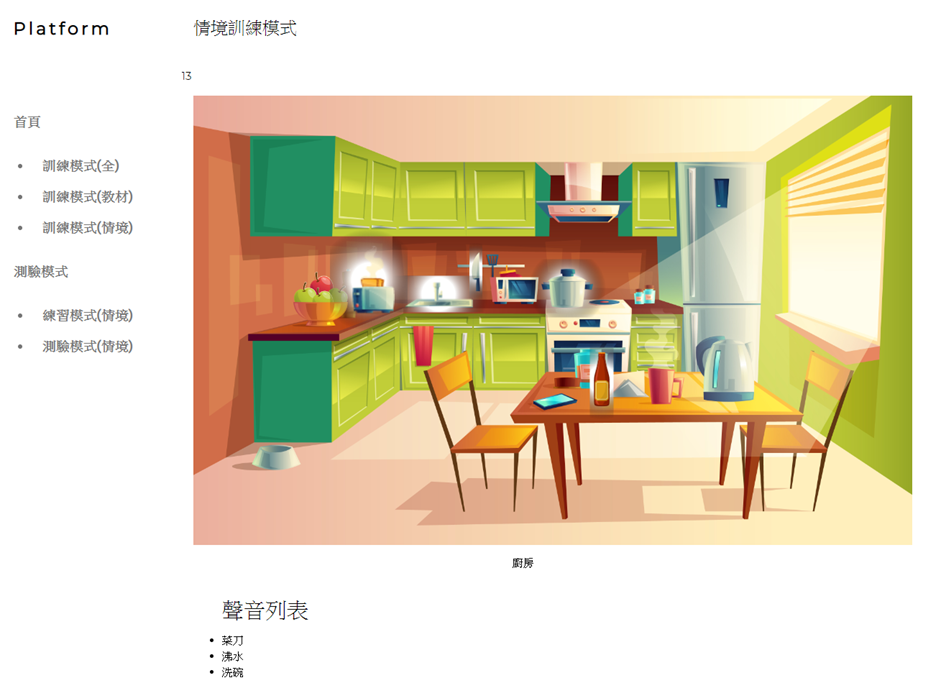 Platform
情境訓練模式
13
首頁
訓練模式(全)
訓練模式(教材)
訓練模式(情境)
測驗模式
練習模式(情境)
測驗模式(情境)
廚房
聲音列表
菜刀
沸水
洗碗